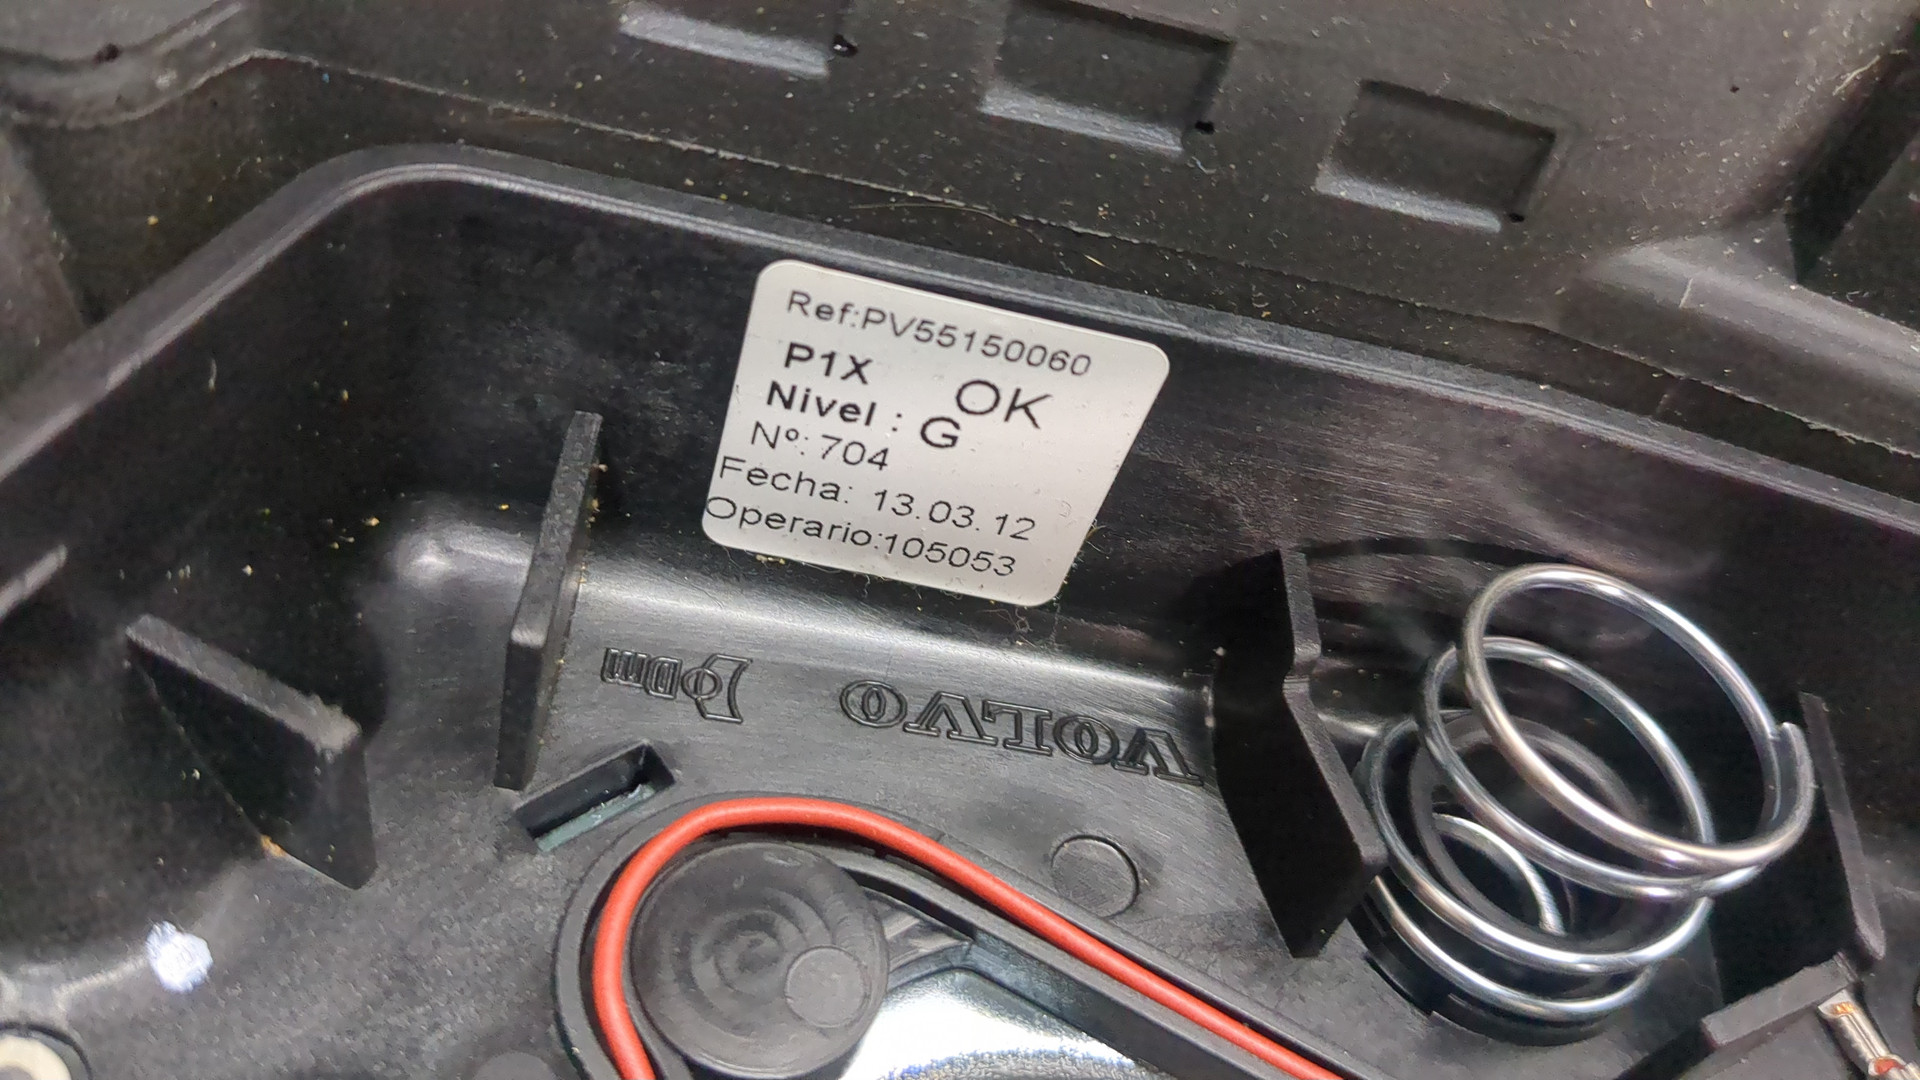 Ref:PV55150060
P1X OK
Nivel : G
Nº: 704
Fecha: 13.03.12
Operario:105053
VOLVO